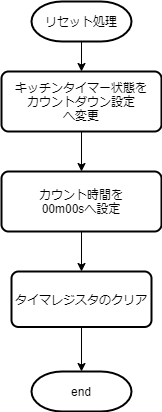 リセット処理
キッチンタイマー状態を
カウントダウン設定
へ変更
カウント時間を
00m00sへ設定
タイマレジスタのクリア
end